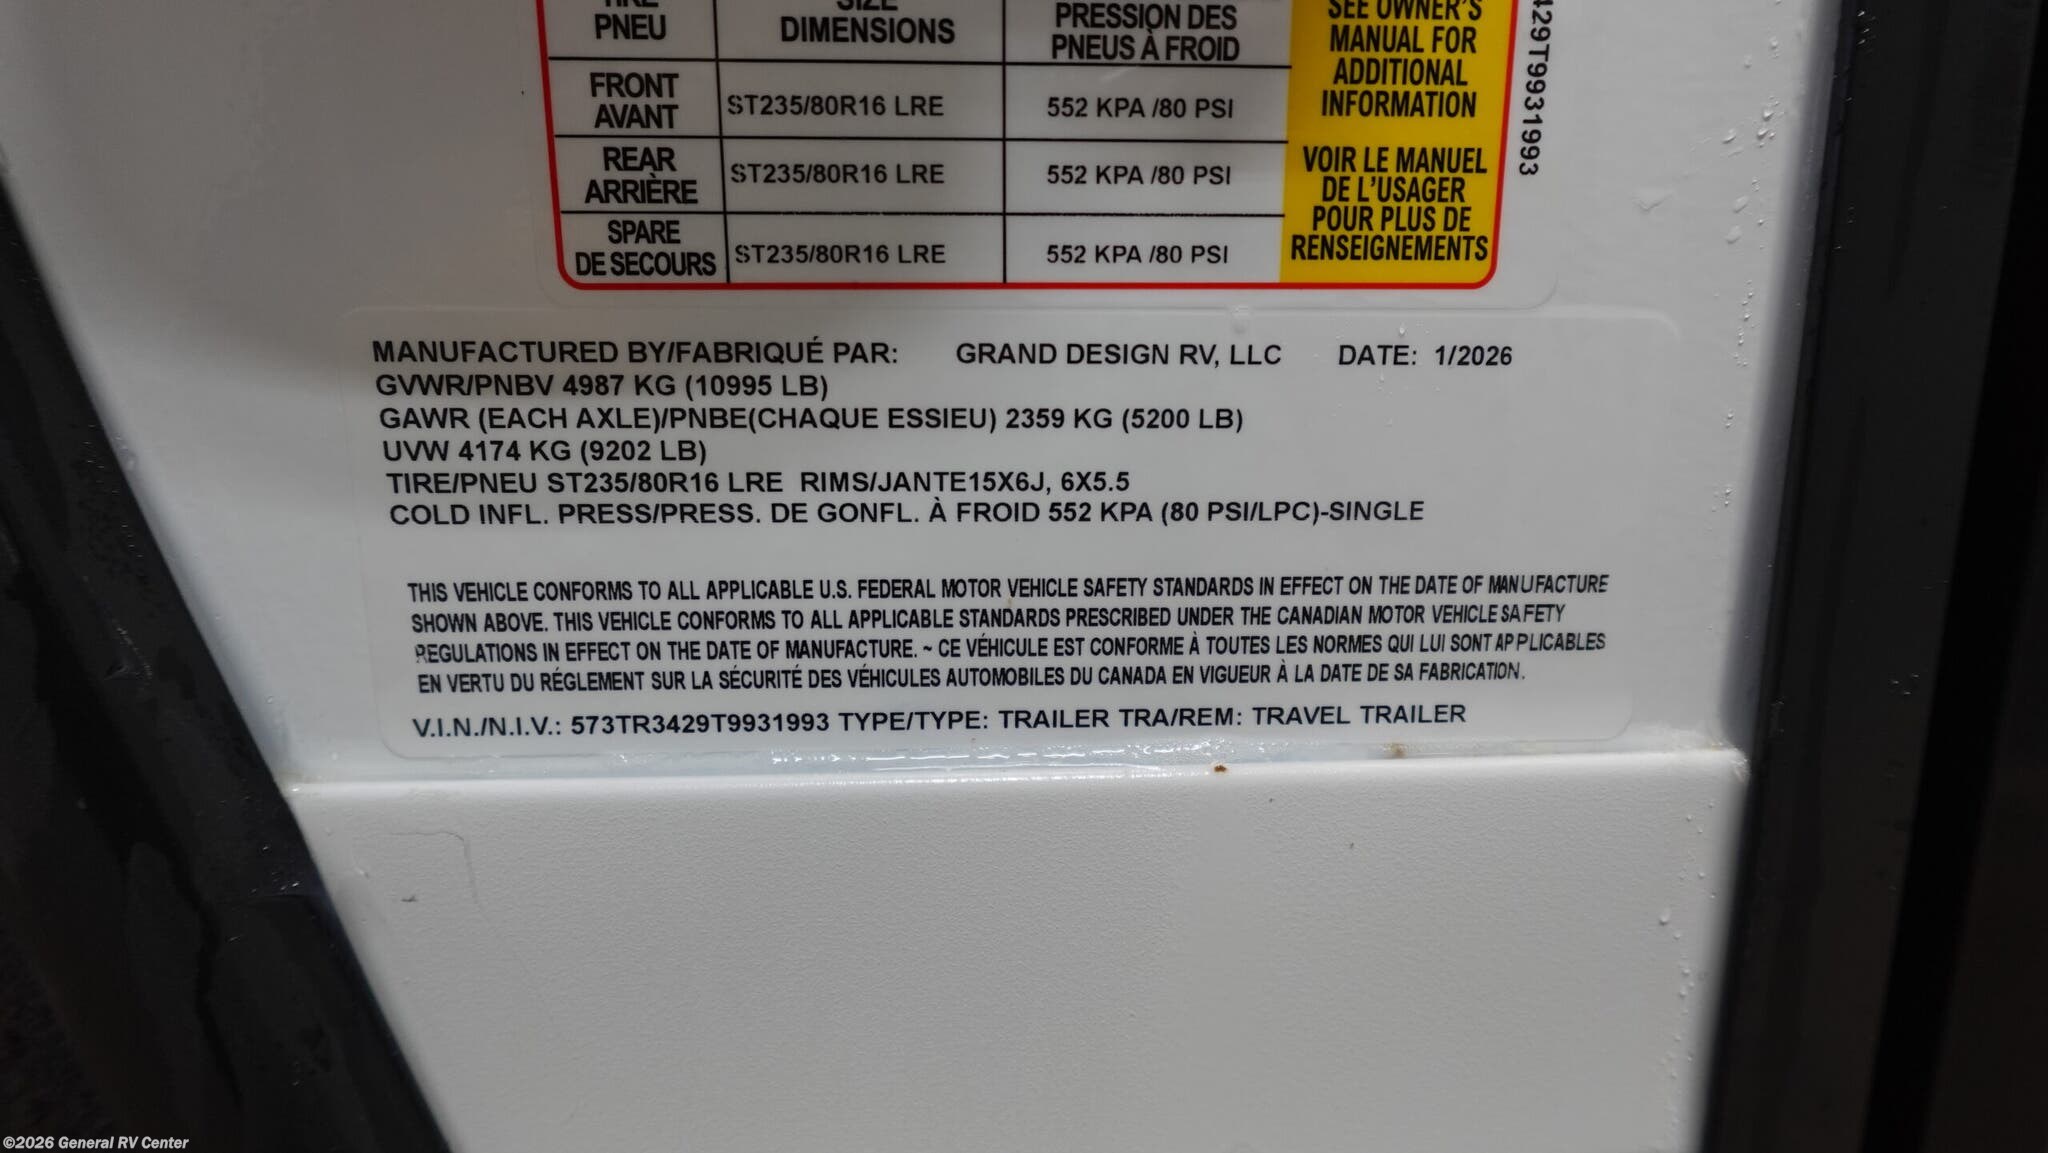 TIRE SIZE
PNEU DIMENSIONS PRESSION DES
PNEUS À FROID
FRONT
AVANT ST235/80R16 LRE 552 KPA /80 PSI
REAR
ARRIÈRE ST235/80R16 LRE 552 KPA /80 PSI
SPARE
DE SECOURS ST235/80R16 LRE 552 KPA /80 PSI
SEE OWNER'S
MANUAL FOR
ADDITIONAL
INFORMATION
VOIR LE MANUEL
DE L'USAGER
POUR PLUS DE
RENSEIGNEMENTS
429T9931993
MANUFACTURED BY/FABRIQUÉ PAR: GRAND DESIGN RV, LLC DATE: 1/2026
GVWR/PNBV 4987 KG (10995 LB)
GAWR (EACH AXLE)/PNBE(CHAQUE ESSIEU) 2359 KG (5200 LB)
UVW 4174 KG (9202 LB)
TIRE/PNEU ST235/80R16 LRE RIMS/JANTE15X6J, 6X5.5
COLD INFL. PRESS/PRESS. DE GONFL. À FROID 552 KPA (80 PSI/LPC)-SINGLE
THIS VEHICLE CONFORMS TO ALL APPLICABLE U.S. FEDERAL MOTOR VEHICLE SAFETY STANDARDS IN EFFECT ON THE DATE OF MANUFACTURE
SHOWN ABOVE. THIS VEHICLE CONFORMS TO ALL APPLICABLE STANDARDS PRESCRIBED UNDER THE CANADIAN MOTOR VEHICLE SAFETY
REGULATIONS IN EFFECT ON THE DATE OF MANUFACTURE. ~ CE VÉHICULE EST CONFORME À TOUTES LES NORMES QUI LUI SONT APPLICABLES
EN VERTU DU RÉGLEMENT SUR LA SÉCURITÉ DES VÉHICULES AUTOMOBILES DU CANADA EN VIGUEUR À LA DATE DE SA FABRICATION.
V.I.N./N.I.V.: 573TR3429T9931993 TYPE/TYPE: TRAILER TRA/REM: TRAVEL TRAILER
©2026 General RV Center